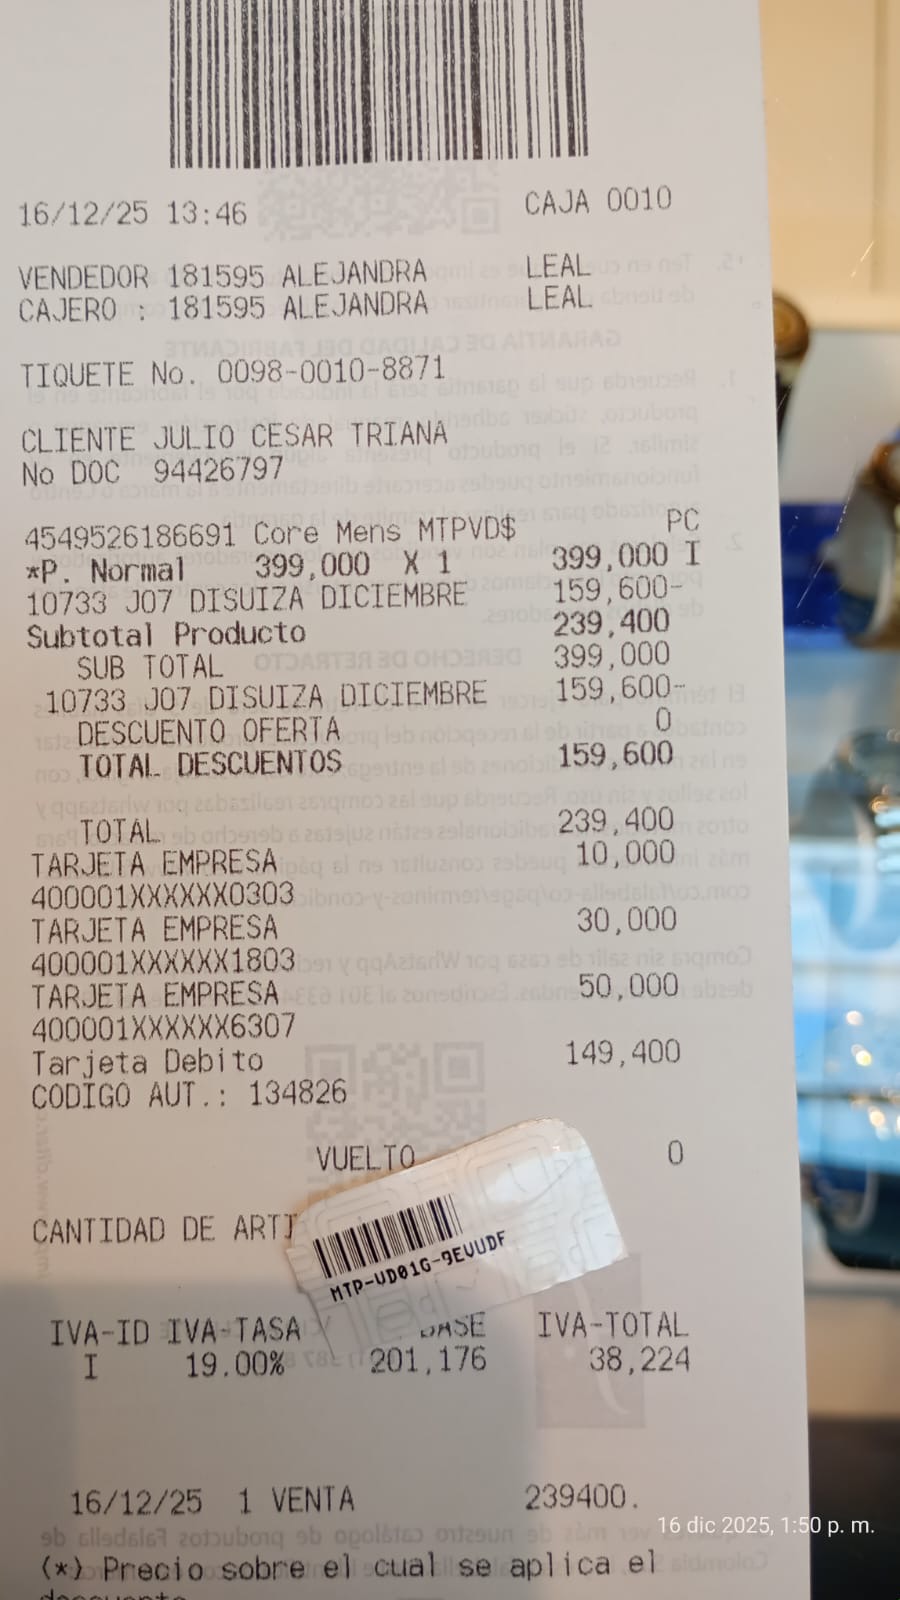 16/12/25 13:46 CAJA 0010
VENDEDOR 181595 ALEJANDRA LEAL
CAJERO : 181595 ALEJANDRA LEAL
TIQUETE No. 0098-0010-8871
CLIENTE JULIO CESAR TRIANA
No DOC 94426797
4549526186691 Core Mens MTPVD$ PC
*P. Normal 399,000 X 1 399,000 I
10733 J07 DISUIZA DICIEMBRE 159,600-
Subtotal Producto 239,400
SUB TOTAL 399,000
10733 J07 DISUIZA DICIEMBRE 159,600-
DESCUENTO OFERTA 0
TOTAL DESCUENTOS 159,600
TOTAL 239,400
TARJETA EMPRESA 10,000
400001XXXXXX0303
TARJETA EMPRESA 30,000
400001XXXXXX1803
TARJETA EMPRESA 50,000
400001XXXXXX6307
Tarjeta Debito 149,400
CODIGO AUT.: 134826
VUELTO 0
CANTIDAD DE ARTI
MTP-VD01G-9EVUDF
IVA-ID IVA-TASA BASE IVA-TOTAL
I 19.00% 201,176 38,224
16/12/25 1 VENTA 239400.
16 dic 2025, 1:50 p. m.
(*) Precio sobre el cual se aplica el